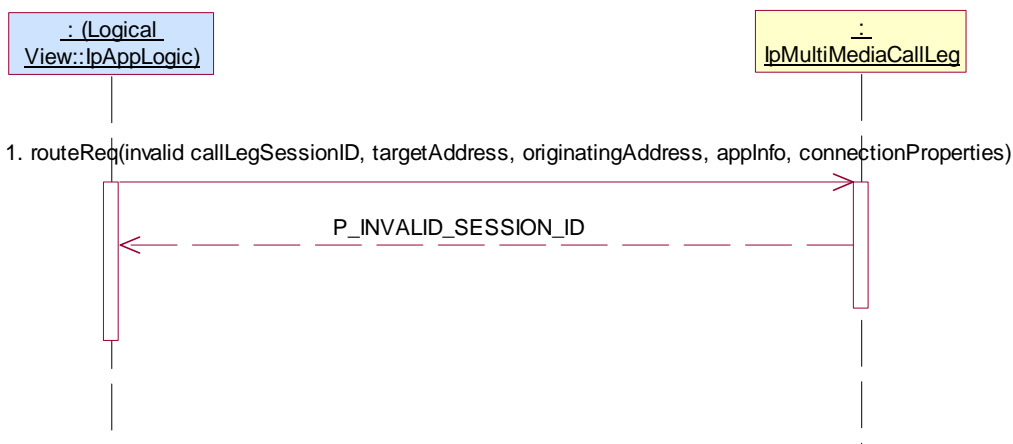 : (Logical
View::IpAppLogic)
:
IpMultiMediaCallLeg
1. routeReq(invalid callLegSessionID, targetAddress, originatingAddress, appInfo, connectionProperties)
P_INVALID_SESSION_ID